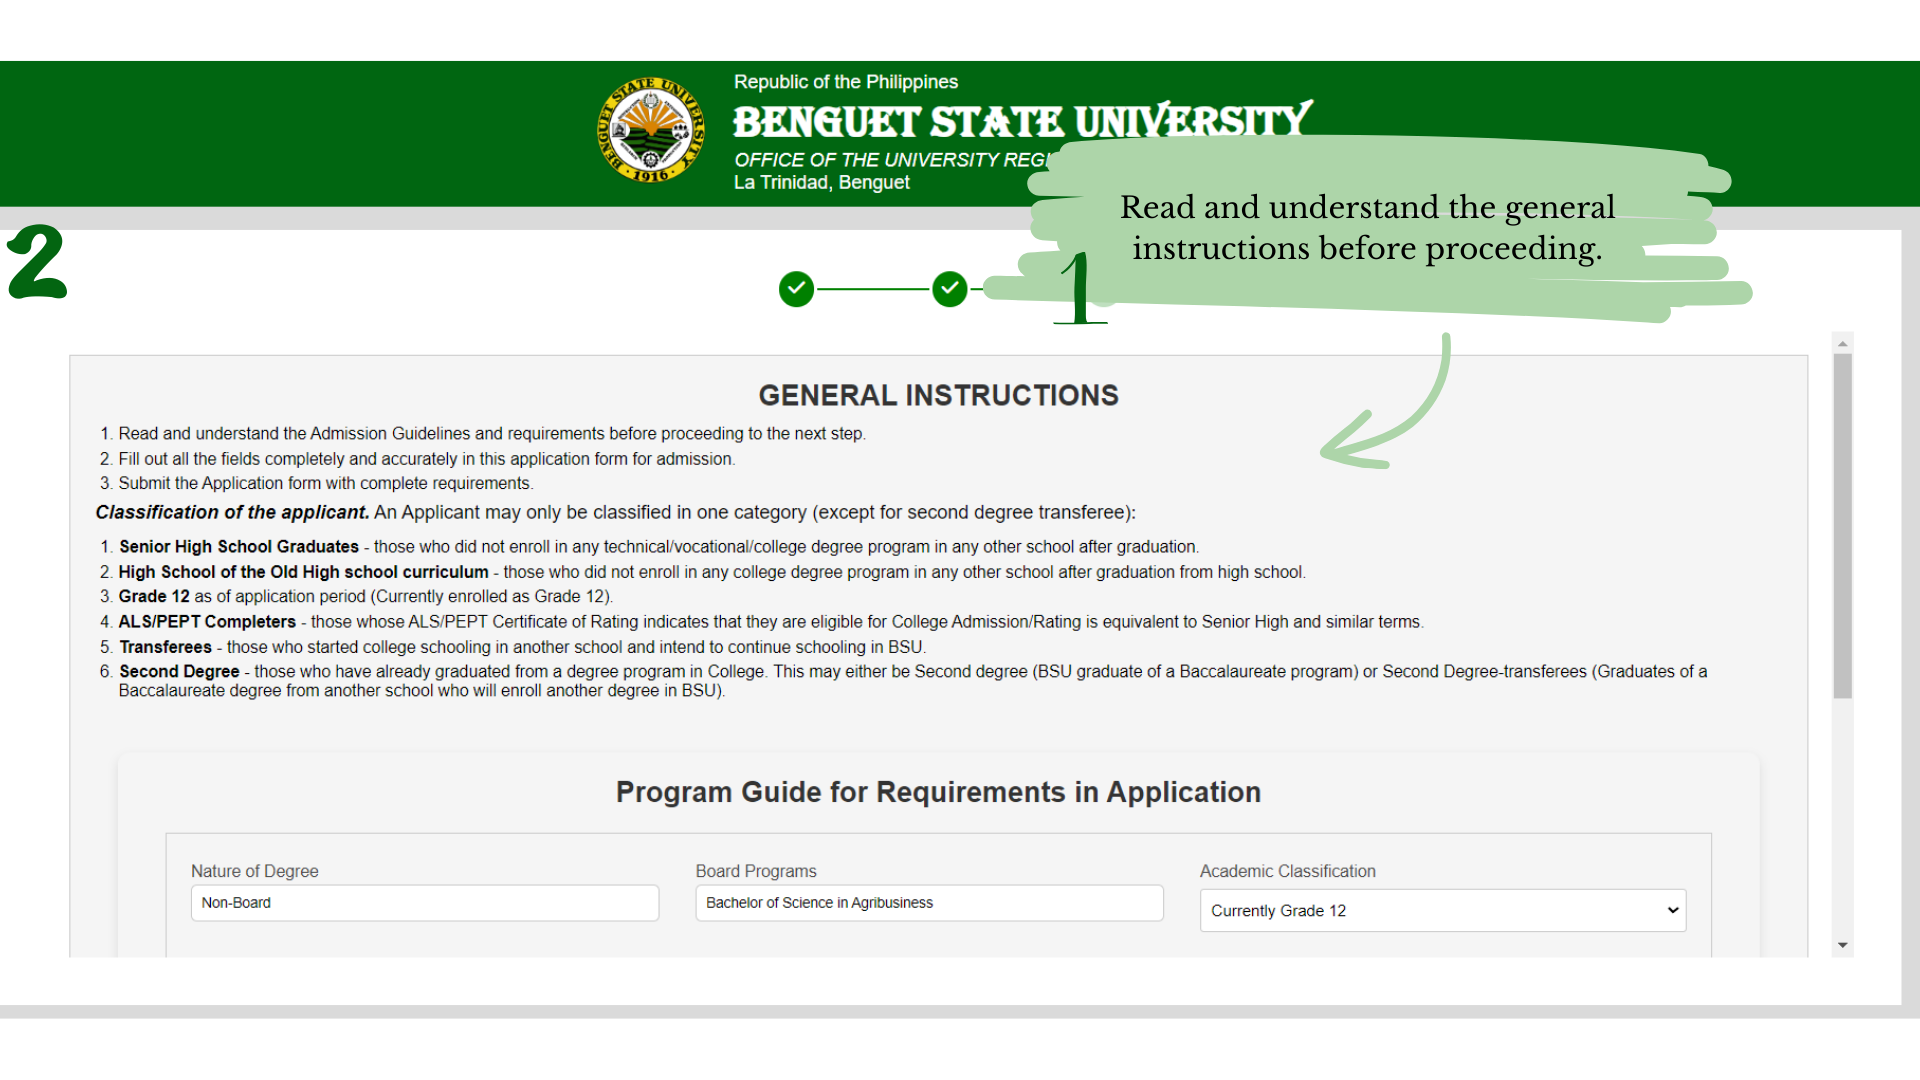 Republic of the Philippines
BENGUET STATE UNIVERSITY
OFFICE OF THE UNIVERSITY
La Trinidad, Benguet
BENGUET STATE UNIVERSITY
1916
2
1
Read and understand the general
instructions before proceeding.
GENERAL INSTRUCTIONS
1. Read and understand the Admission Guidelines and requirements before proceeding to the next step.
2. Fill out all the fields completely and accurately in this application form for admission.
3. Submit the Application form with complete requirements.
Classification of the applicant. An Applicant may only be classified in one category (except for second degree transferee):
1. Senior High School Graduates - those who did not enroll in any technical/vocational/college degree program in any other school after graduation.
2. High School of the Old High school curriculum - those who did not enroll in any college degree program in any other school after graduation from high school.
3. Grade 12 as of application period (Currently enrolled as Grade 12).
4. ALS/PEPT Completers - those whose ALS/PEPT Certificate of Rating indicates that they are eligible for College Admission/Rating is equivalent to Senior High and similar terms.
5. Transferees - those who started college schooling in another school and intend to continue schooling in BSU.
6. Second Degree - those who have already graduated from a degree program in College. This may either be Second degree (BSU graduate of a Baccalaureate program) or Second Degree-transferees (Graduates of a
Baccalaureate degree from another school who will enroll another degree in BSU).
Program Guide for Requirements in Application
Nature of Degree
Non-Board
Board Programs
Bachelor of Science in Agribusiness
Academic Classification
Currently Grade 12